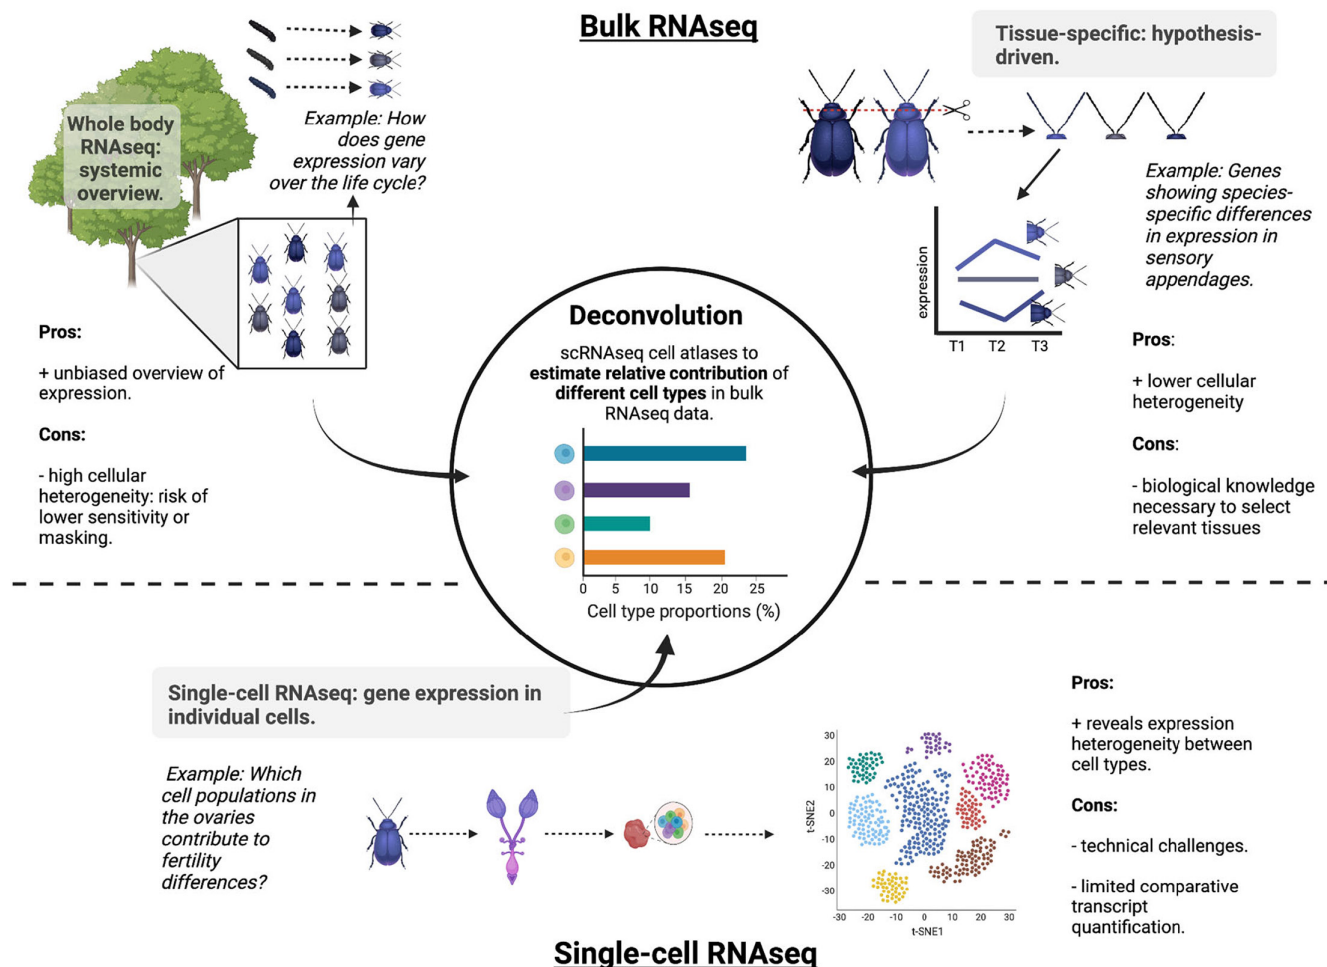 Bulk RNAseq
Whole body
RNAseq:
systemic
overview.
Example: How
does gene
expression vary
over the life cycle?
Pros:
+ unbiased overview of
expression.
Cons:
- high cellular
heterogeneity: risk of
lower sensitivity or
masking.
Tissue-specific: hypothesis-
driven.
Example: Genes
showing species-
specific differences
in expression in
sensory
appendages.
expression
T1 T2 T3
Pros:
+ lower cellular
heterogeneity
Cons:
- biological knowledge
necessary to select
relevant tissues
Deconvolution
scRNAseq cell atlases to
estimate relative contribution of
different cell types in bulk
RNAseq data.
0 5 10 15 20 25
Cell type proportions (%)
Single-cell RNAseq: gene expression in
individual cells.
Example: Which
cell populations in
the ovaries
contribute to
fertility
differences?
t-SNE2
30
20
10
0
-10
-20
-30
-30 -20 -10 0 10 20 30
t-SNE1
Pros:
+ reveals expression
heterogeneity between
cell types.
Cons:
- technical challenges.
- limited comparative
transcript
quantification.
Single-cell RNAseq